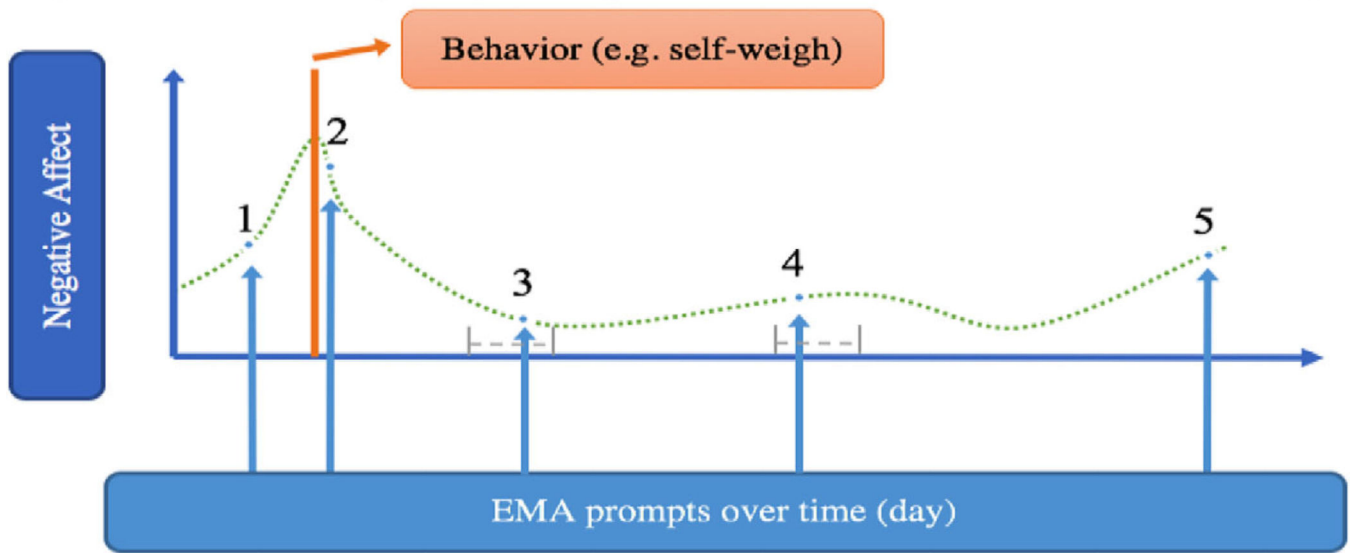 Behavior (e.g. self-weigh)
Negative Affect
1
2
3
4
5
EMA prompts over time (day)